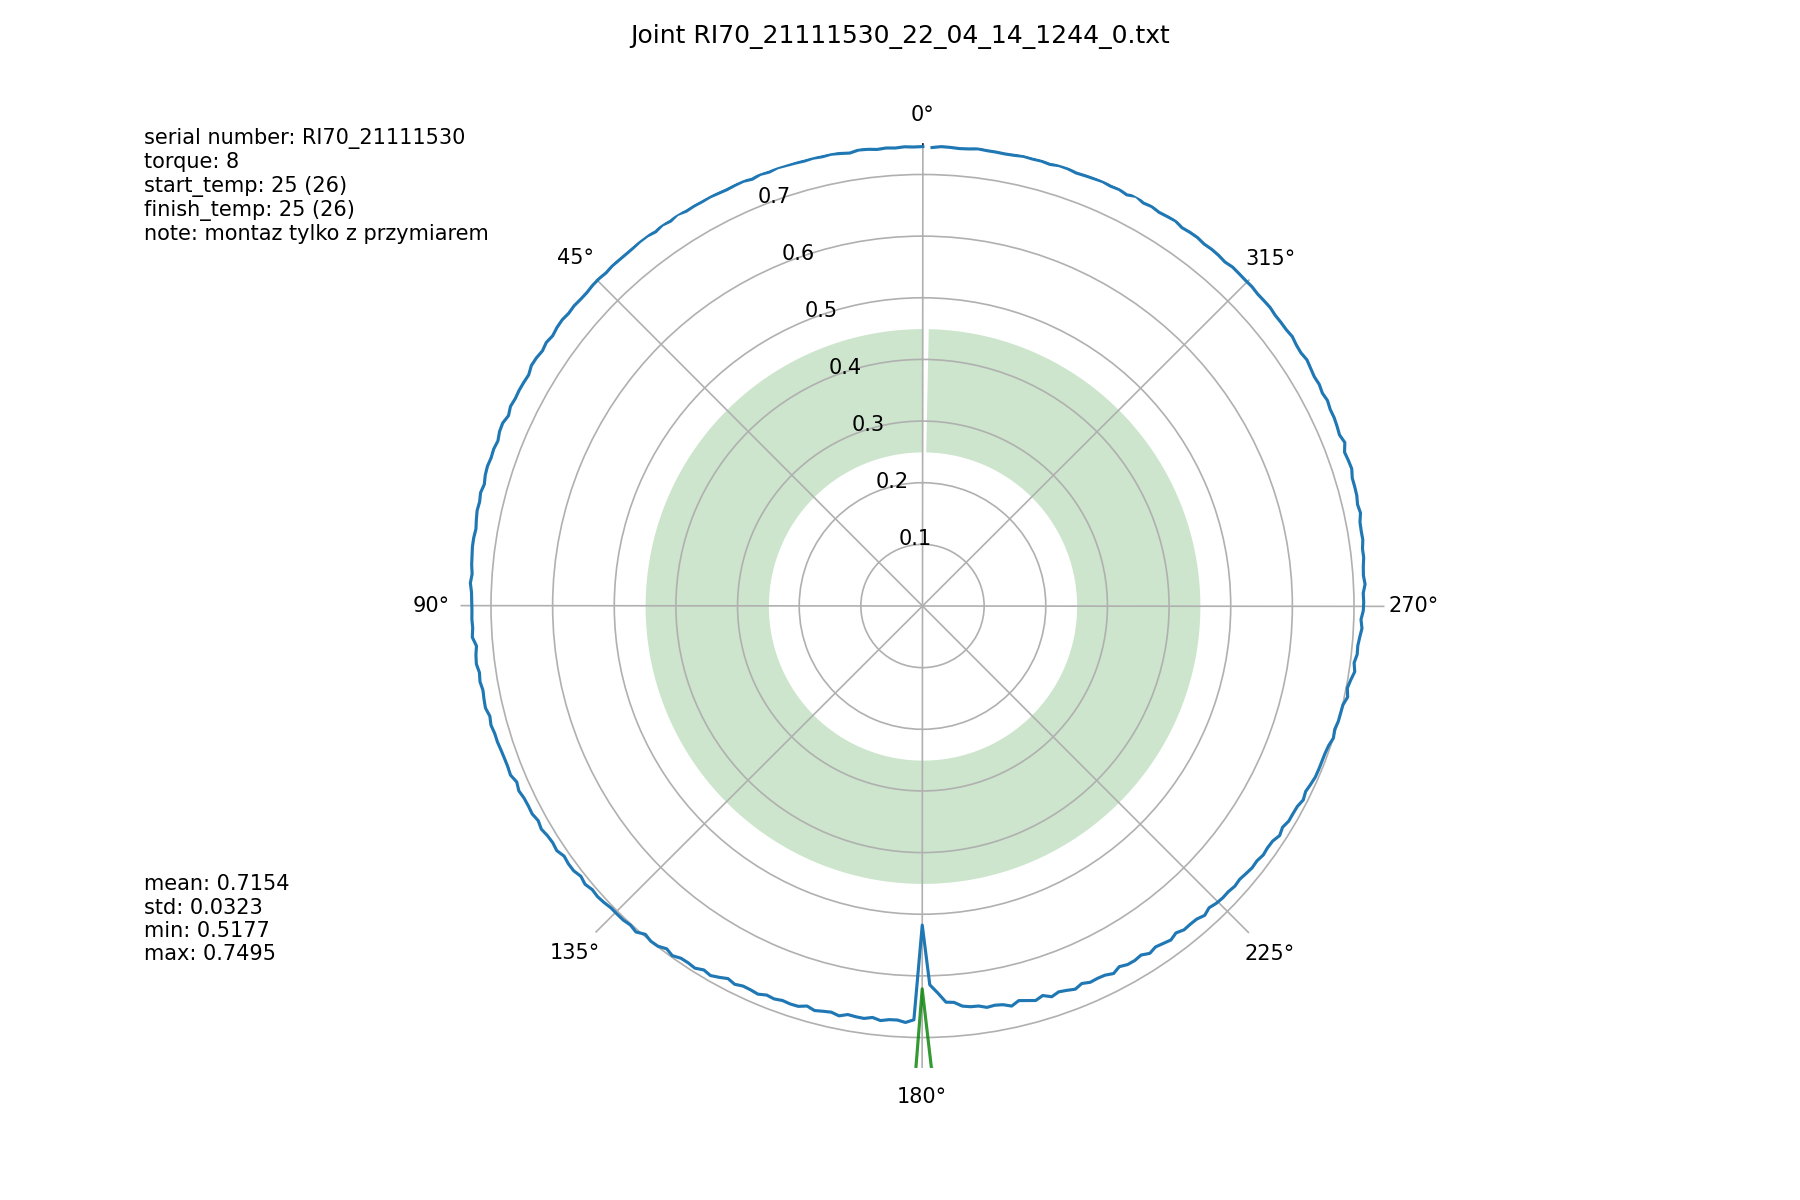 Joint RI70_21111530_22_04_14_1244_0.txt
serial number: RI70_21111530
torque: 8
start_temp: 25 (26)
finish_temp: 25 (26)
note: montaz tylko z przymiarem
0°
45°
315°
0.7
0.6
0.5
0.4
0.3
0.2
0.1
90°
270°
mean: 0.7154
std: 0.0323
min: 0.5177
max: 0.7495
135°
225°
180°